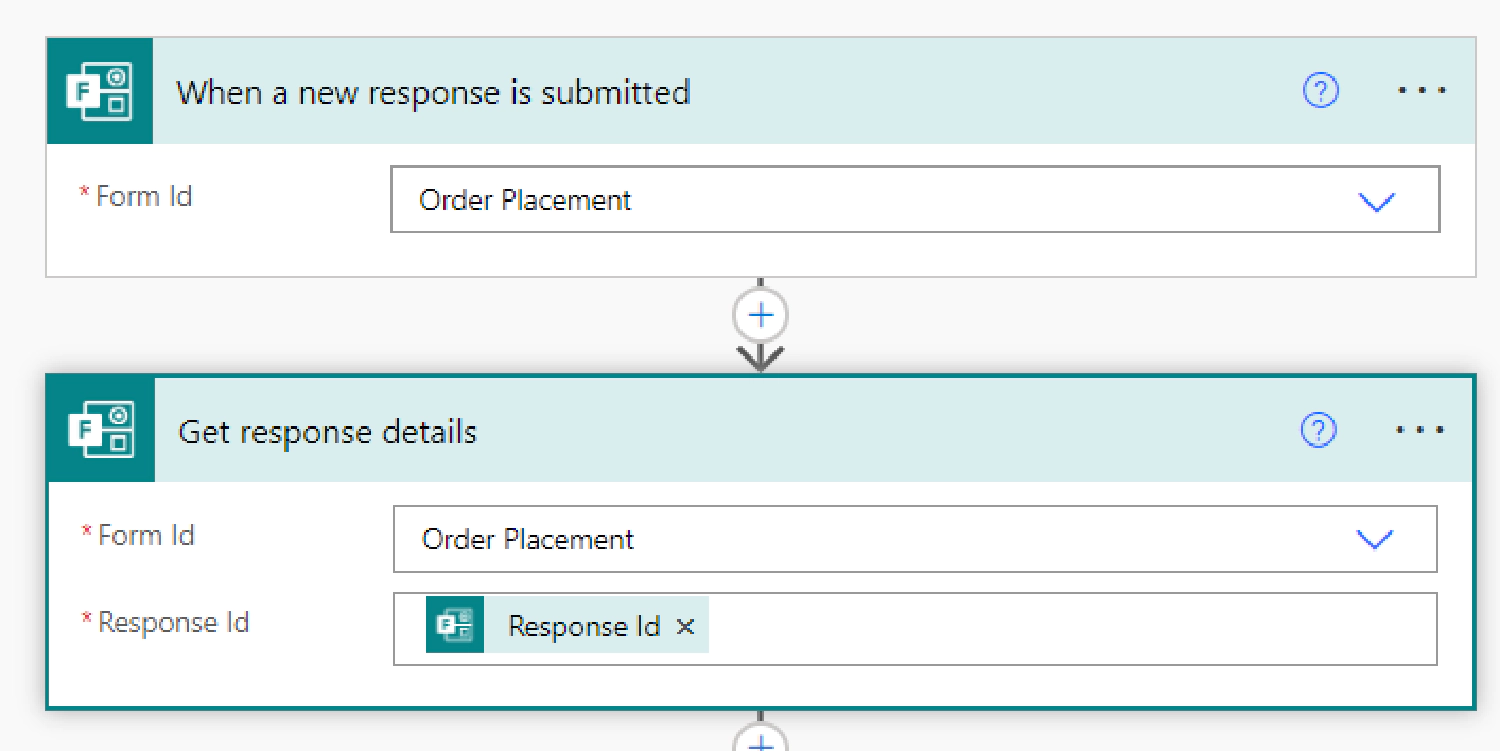 F
When a new response is submitted
?
* Form Id
Order Placement
F
Get response details
?
* Form Id
Order Placement
* Response Id
F
Response Id ×